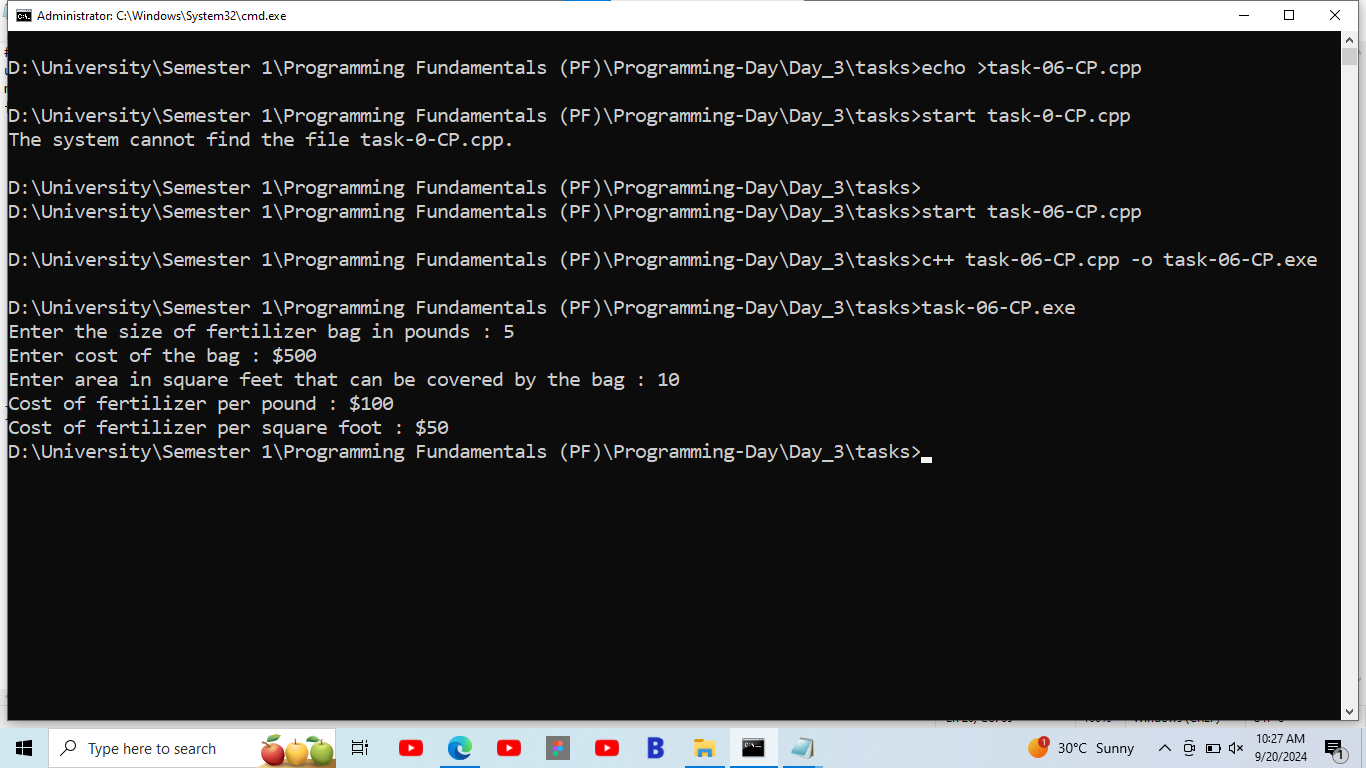 Administrator: C:\Windows\System32\cmd.exe
D:\University\Semester 1\Programming Fundamentals (PF)\Programming-Day\Day_3\tasks>echo >task-06-CP.cpp
D:\University\Semester 1\Programming Fundamentals (PF)\Programming-Day\Day_3\tasks>start task-0-CP.cpp
The system cannot find the file task-0-CP.cpp.
D:\University\Semester 1\Programming Fundamentals (PF)\Programming-Day\Day_3\tasks>
D:\University\Semester 1\Programming Fundamentals (PF)\Programming-Day\Day_3\tasks>start task-06-CP.cpp
D:\University\Semester 1\Programming Fundamentals (PF)\Programming-Day\Day_3\tasks>c++ task-06-CP.cpp -o task-06-CP.exe
D:\University\Semester 1\Programming Fundamentals (PF)\Programming-Day\Day_3\tasks>task-06-CP.exe
Enter the size of fertilizer bag in pounds : 5
Enter cost of the bag : $500
Enter area in square feet that can be covered by the bag : 10
Cost of fertilizer per pound : $100
Cost of fertilizer per square foot : $50
D:\University\Semester 1\Programming Fundamentals (PF)\Programming-Day\Day_3\tasks>
Type here to search
B
1
30°C Sunny
10:27 AM
9/20/2024
1